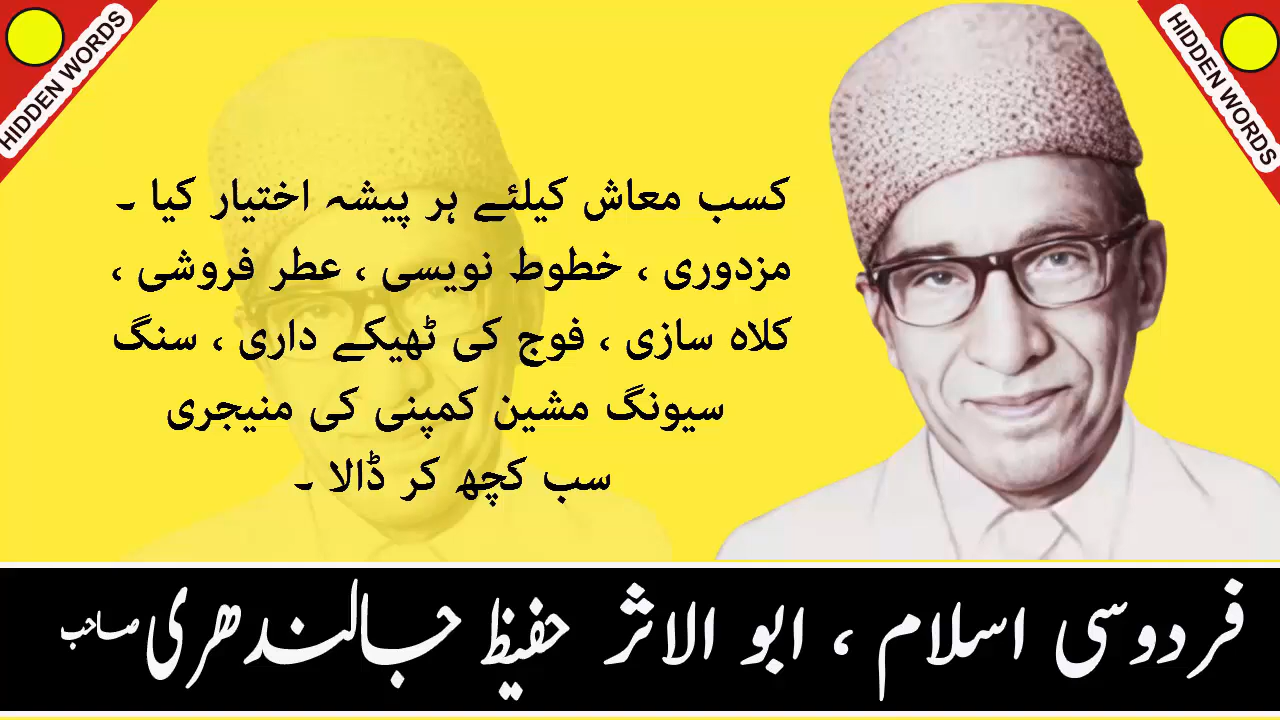 HIDDEN WORDS
HIDDEN WORDS
کسب معاش کیلئے ہر پیشہ اختیار کیا ۔
مزدوری ، خطوط نویسی ، عطر فروشی ،
کلاہ سازی ، فوج کی ٹھیکے داری ، سنگ
سیونگ مشین کمپنی کی منیجری
سب کچھ کر ڈالا ۔
فردوسی اسلام ، ابو الاثر حفیظ جالندھری صاحب